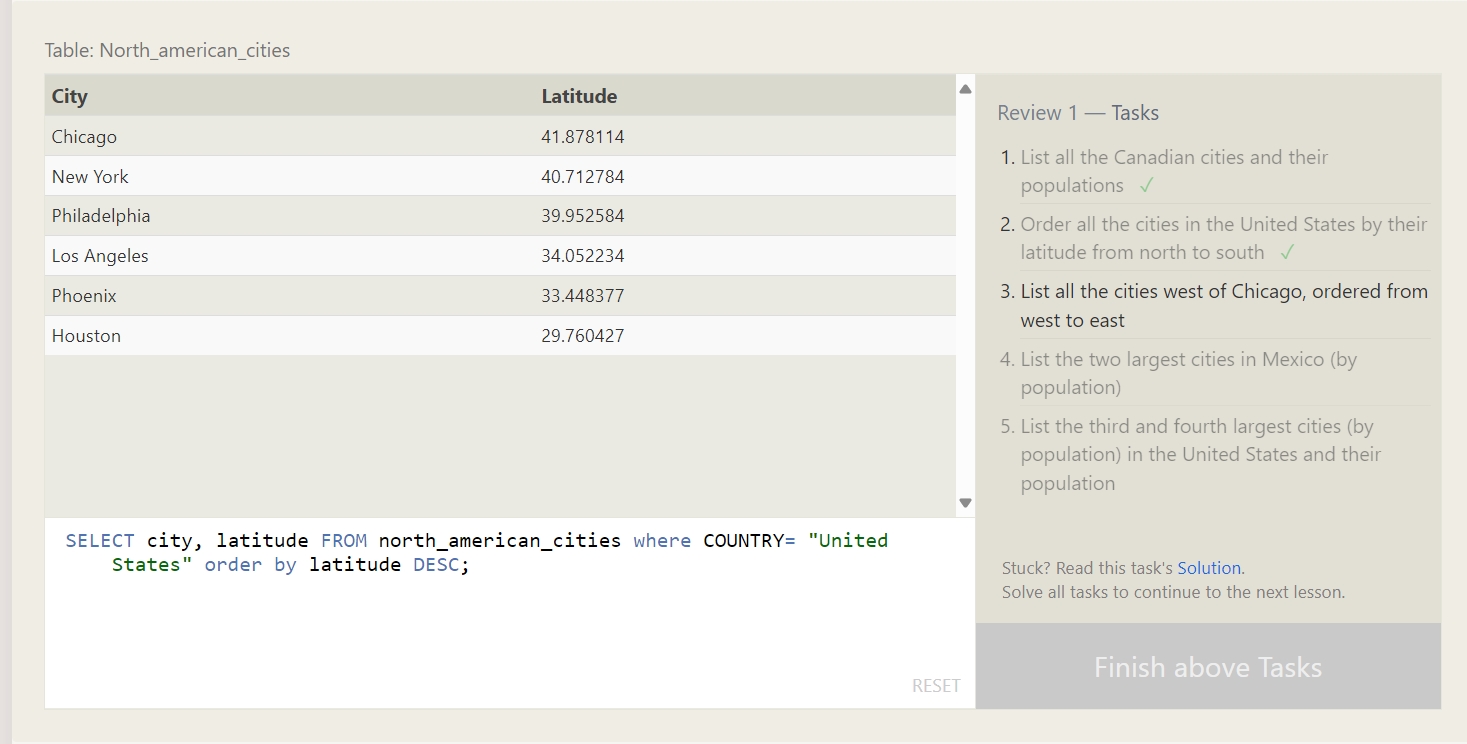 Table: North_american_cities
City Latitude
Chicago 41.878114
New York 40.712784
Philadelphia 39.952584
Los Angeles 34.052234
Phoenix 33.448377
Houston 29.760427
SELECT city, latitude FROM north_american_cities where COUNTRY= "United
States" order by latitude DESC;
RESET
Review 1 — Tasks
1. List all the Canadian cities and their
populations ✓
2. Order all the cities in the United States by their
latitude from north to south ✓
3. List all the cities west of Chicago, ordered from
west to east
4. List the two largest cities in Mexico (by
population)
5. List the third and fourth largest cities (by
population) in the United States and their
population
Stuck? Read this task's Solution.
Solve all tasks to continue to the next lesson.
Finish above Tasks